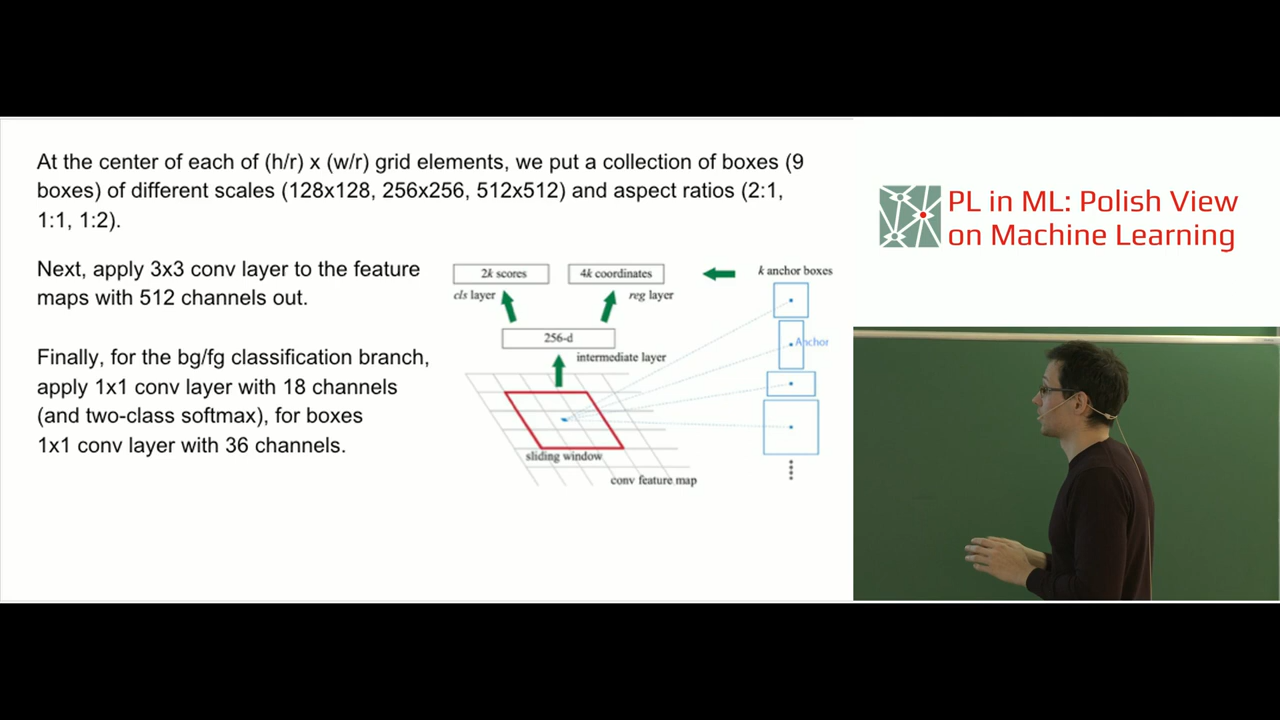 At the center of each of (h/r) x (w/r) grid elements, we put a collection of boxes (9
boxes) of different scales (128x128, 256x256, 512x512) and aspect ratios (2:1,
1:1, 1:2).
Next, apply 3x3 conv layer to the feature
maps with 512 channels out.
Finally, for the bg/fg classification branch,
apply 1x1 conv layer with 18 channels
(and two-class softmax), for boxes
1x1 conv layer with 36 channels.
2k scores
4k coordinates
k anchor boxes
cls layer
reg layer
256-d
intermediate layer
Anchor
sliding window
conv feature map
PL in ML: Polish View
on Machine Learning